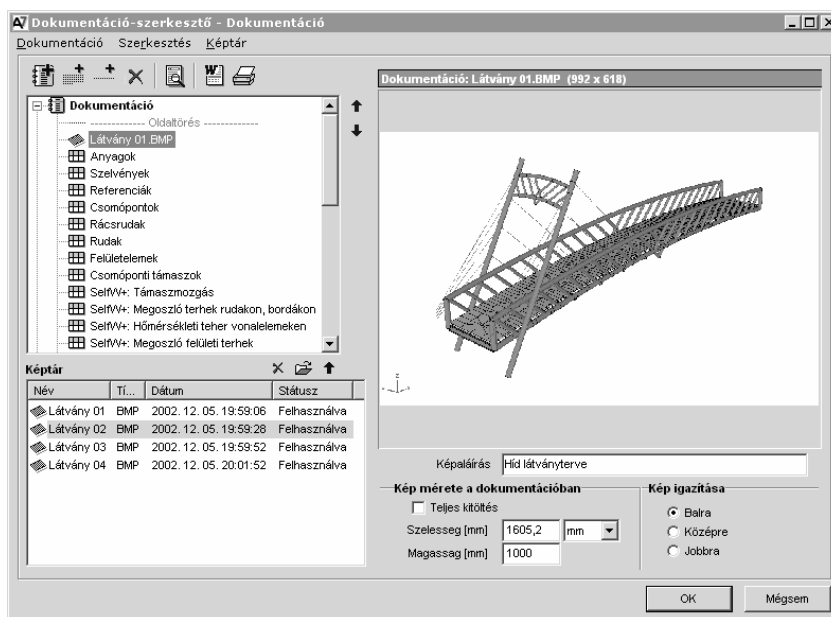 Dokumentáció-szerkesztő - Dokumentáció
Dokumentáció Szerkesztés Képtár
Dokumentáció
Oldaltörés
Látvány 01.BMP
Anyagok
Szelvények
Referenciák
Csomópontok
Rácsrudak
Rudak
Felületelemek
Csomóponti támaszok
SelfW+: Támaszmozgás
SelfW+: Megoszló terhek rudakon, bordákon
SelfW+: Hőmérsékleti teher vonalelemeken
SelfW+: Megoszló felületi terhek
Képtár
Név Tí... Dátum Státusz
Látvány 01 BMP 2002. 12. 05. 19:59:06 Felhasználva
Látvány 02 BMP 2002. 12. 05. 19:59:28 Felhasználva
Látvány 03 BMP 2002. 12. 05. 19:59:52 Felhasználva
Látvány 04 BMP 2002. 12. 05. 20:01:52 Felhasználva
Dokumentáció: Látvány 01.BMP (992 x 618)
z
Képaláírás Híd látványterve
Kép mérete a dokumentációban
Teljes kitöltés
Szelesseg [mm] 1605,2 mm
Magassag [mm] 1000
Kép igazítása
Balra
Középre
Jobbra
OK Mégsem